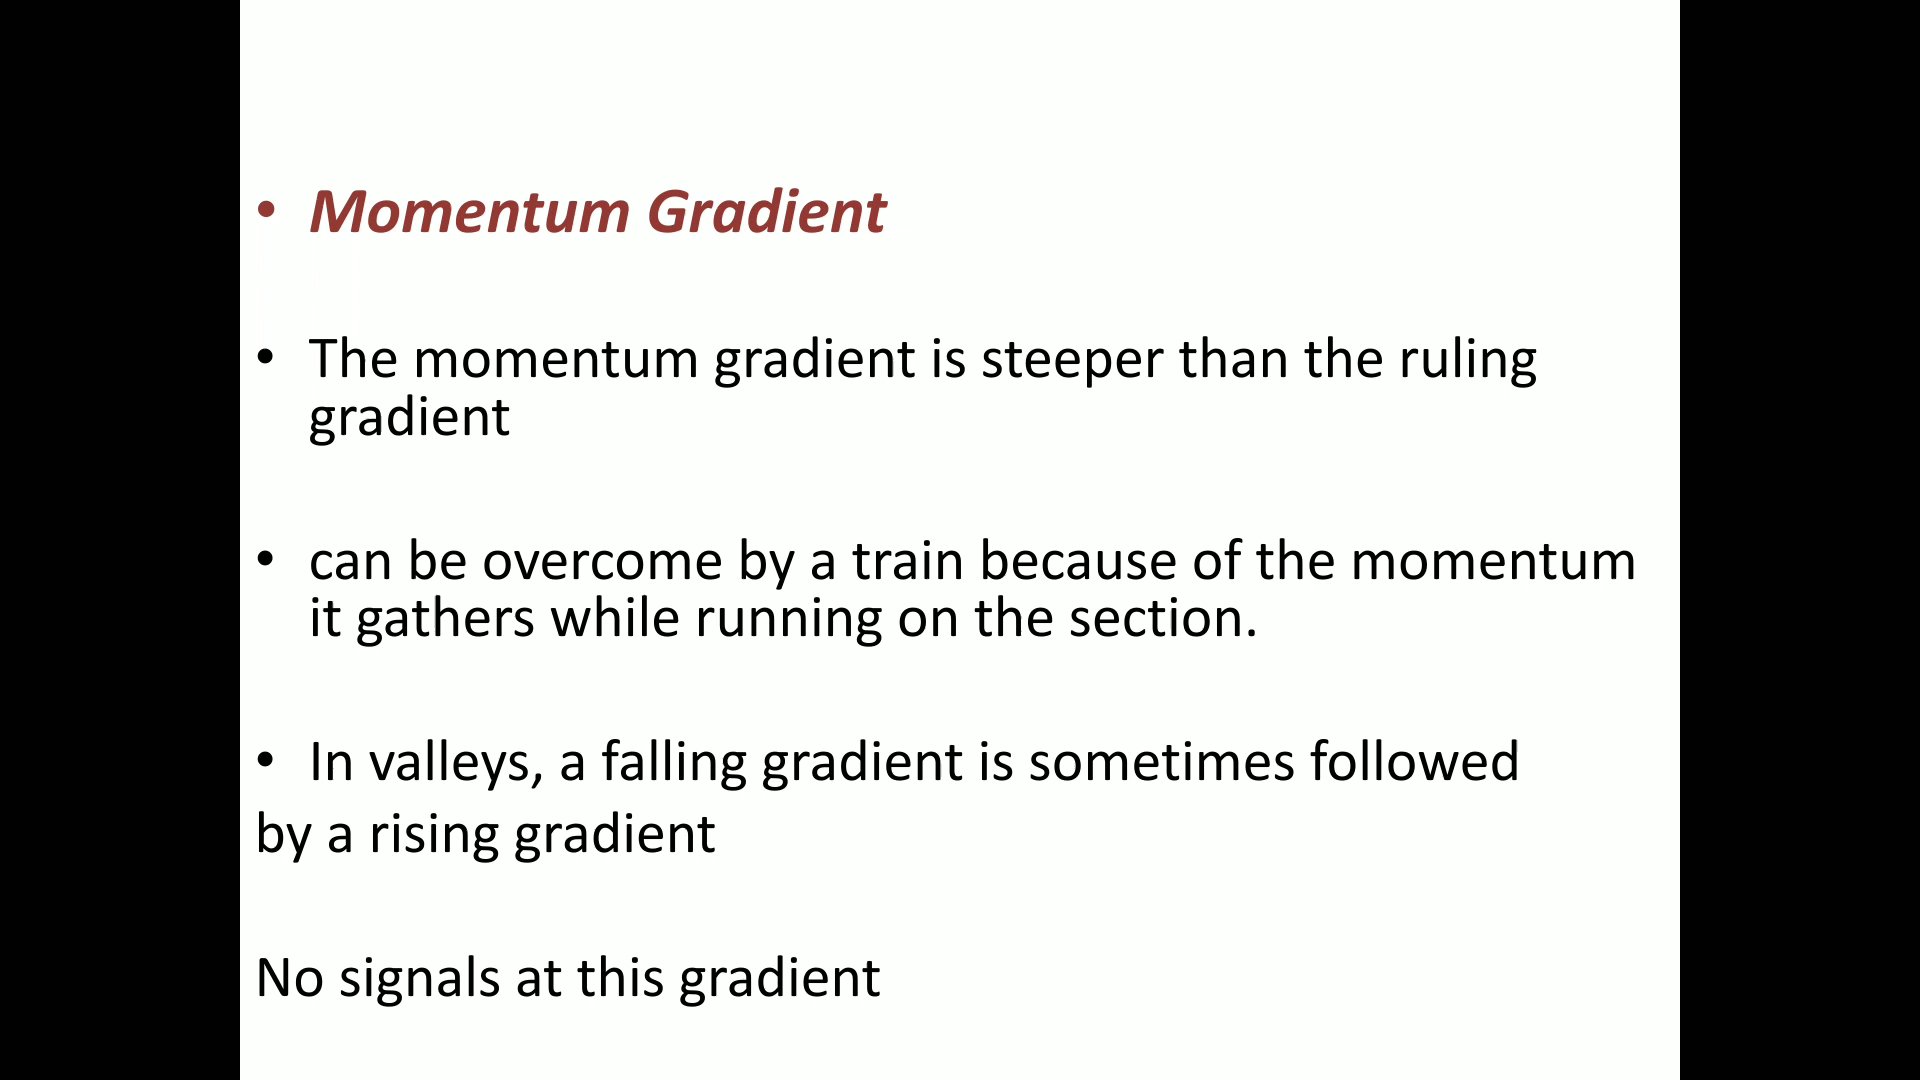 • Momentum Gradient
• The momentum gradient is steeper than the ruling
gradient
• can be overcome by a train because of the momentum
it gathers while running on the section.
• In valleys, a falling gradient is sometimes followed
by a rising gradient
No signals at this gradient